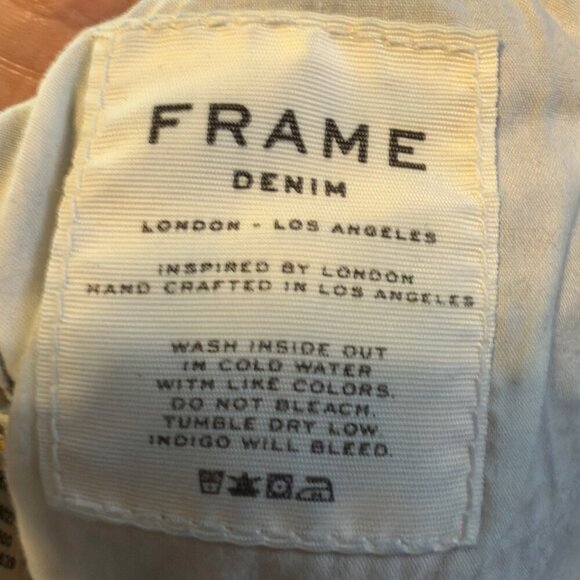 FRAME
DENIM
LONDON - LOS ANGELES
INSPIRED BY LONDON
HAND CRAFTED IN LOS ANGELES
WASH INSIDE OUT
IN COLD WATER
WITH LIKE COLORS.
DO NOT BLEACH.
TUMBLE DRY LOW.
INDIGO WILL BLEED.